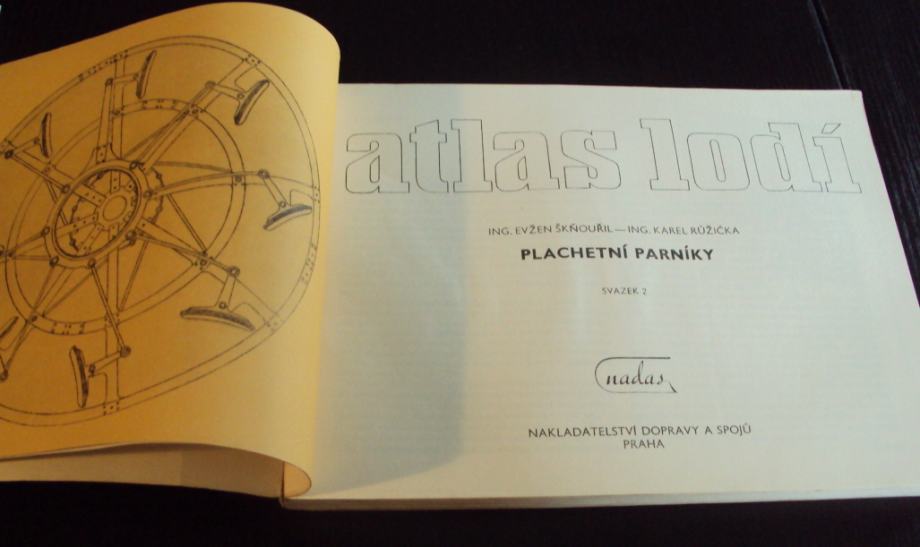 atlas lodí
ING. EVŽEN ŠKŇOUŘIL — ING. KAREL RŮŽIČKA
PLACHETNÍ PARNÍKY
SVAZEK 2
nadas
NAKLADATELSTVÍ DOPRAVY A SPOJŮ
PRAHA